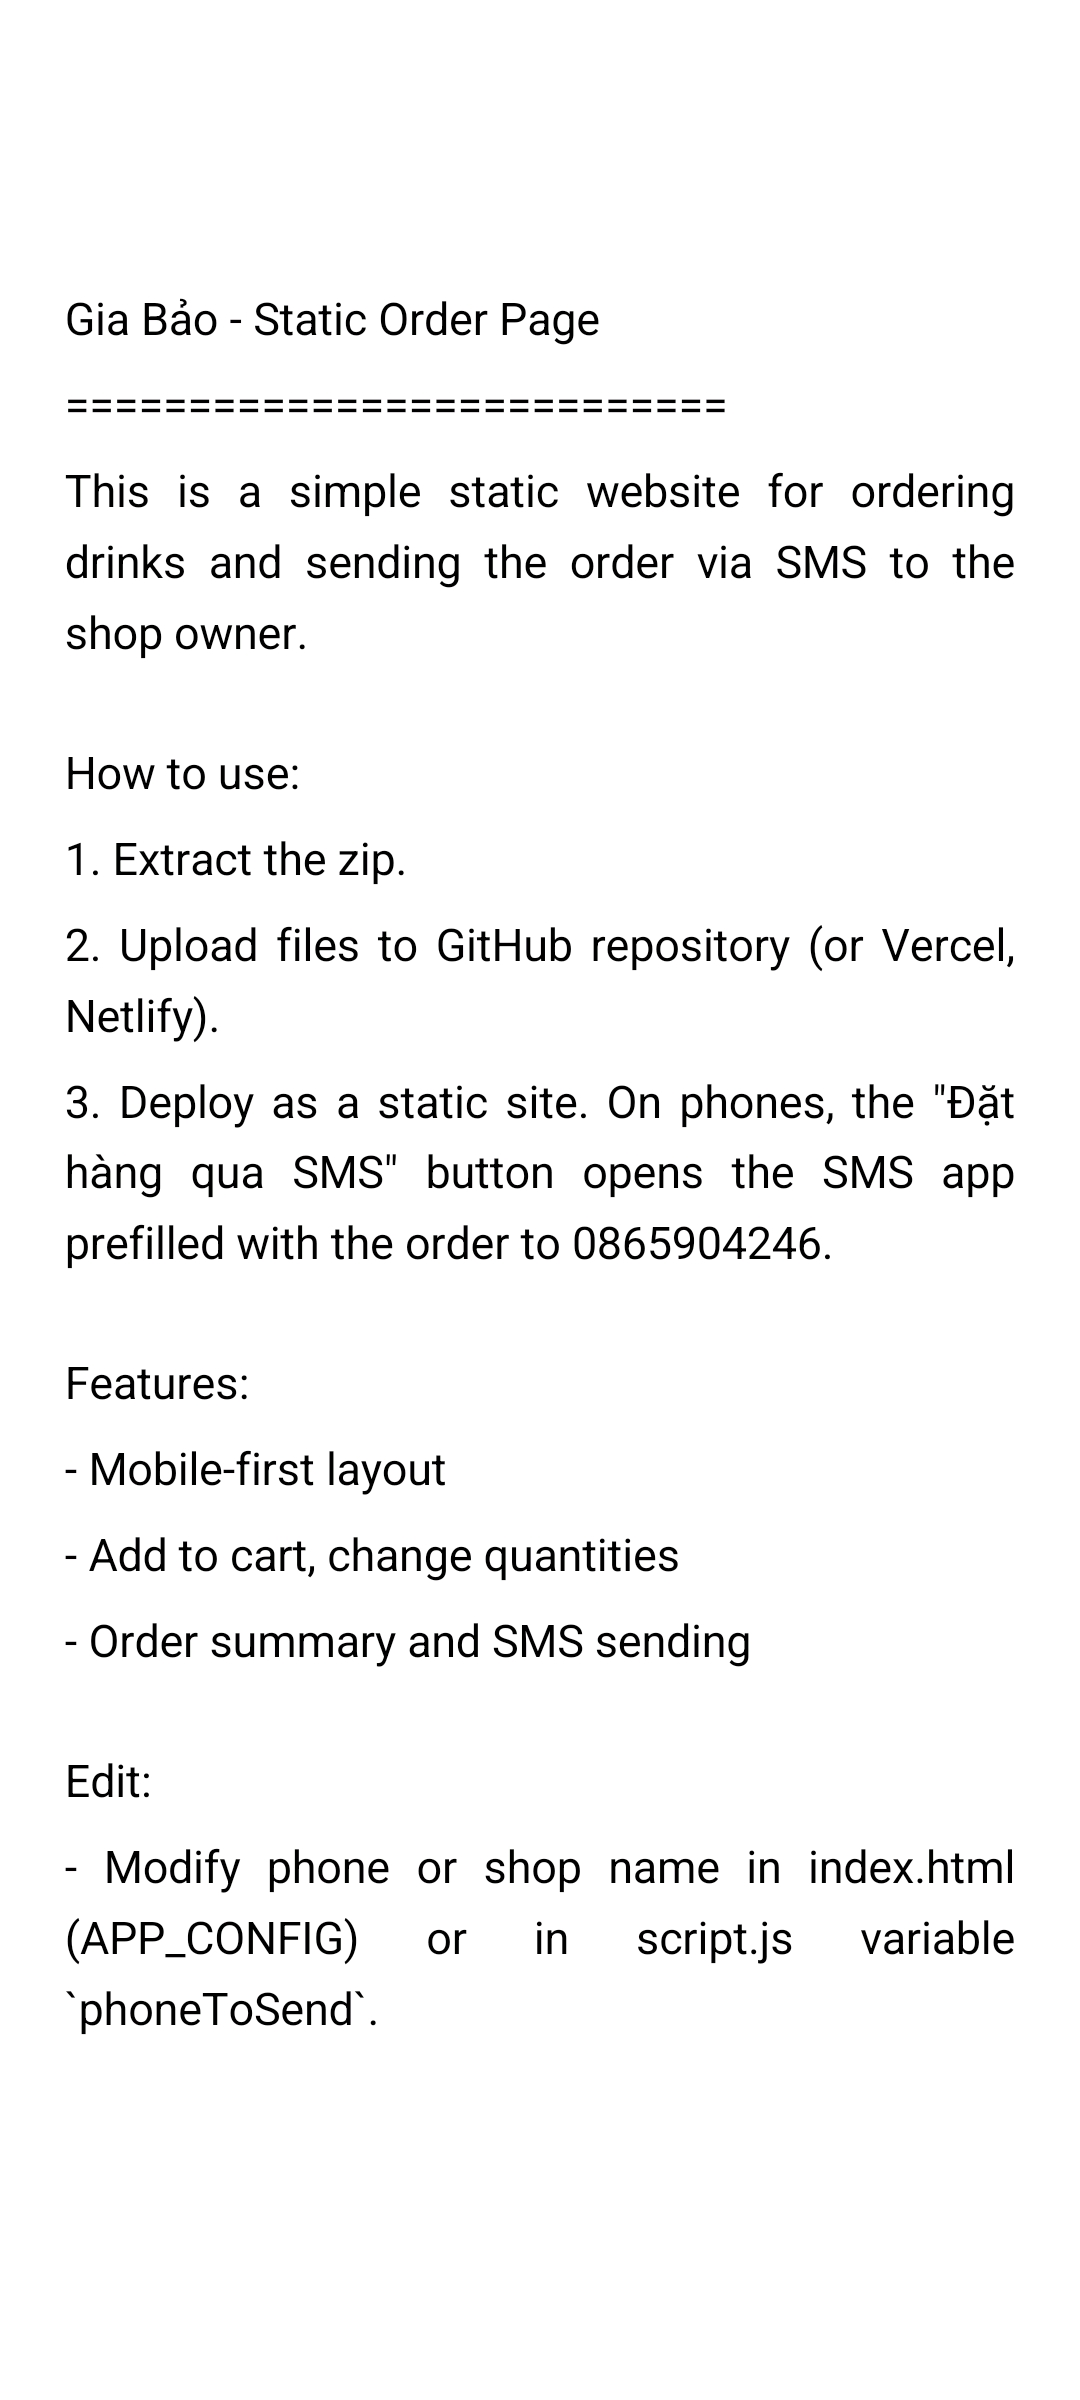 Gia Bảo - Static Order Page
===========================
This is a simple static website for ordering
drinks and sending the order via SMS to the
shop owner.
How to use:
1. Extract the zip.
2. Upload files to GitHub repository (or Vercel,
Netlify).
3. Deploy as a static site. On phones, the "Đặt
hàng qua SMS" button opens the SMS app
prefilled with the order to 0865904246.
Features:
- Mobile-first layout
- Add to cart, change quantities
- Order summary and SMS sending
Edit:
- Modify phone or shop name in index.html
(APP_CONFIG) or in script.js variable
`phoneToSend`.